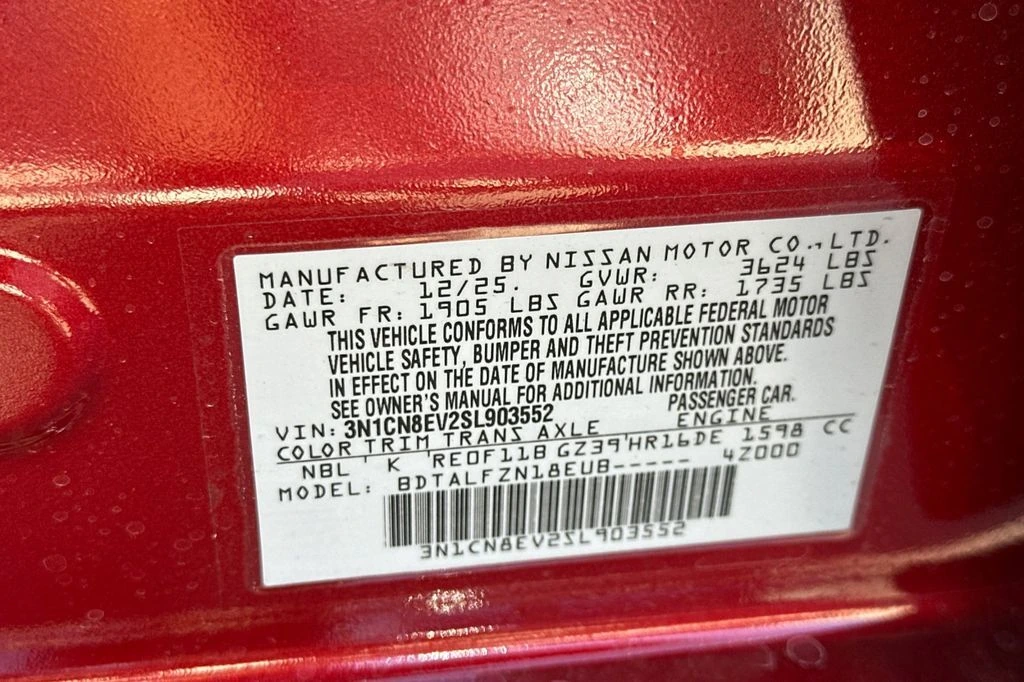 MANUFACTURED BY NISSAN MOTOR CO., LTD.
DATE: 12/25. GVWR: 3624 LBS
GAWR FR: 1905 LBS GAWR RR: 1735 LBS
THIS VEHICLE CONFORMS TO ALL APPLICABLE FEDERAL MOTOR
VEHICLE SAFETY, BUMPER AND THEFT PREVENTION STANDARDS
IN EFFECT ON THE DATE OF MANUFACTURE SHOWN ABOVE.
SEE OWNER'S MANUAL FOR ADDITIONAL INFORMATION.
VIN: 3N1CN8EV2SL903552 PASSENGER CAR.
COLOR TRIM TRANS AXLE ENGINE
NBL ' K 'RE0F11B GZ39'HR16DE 1598 CC
MODEL: BDTALFZN18EUB----- 4Z000
3N1CN8EV2SL903552